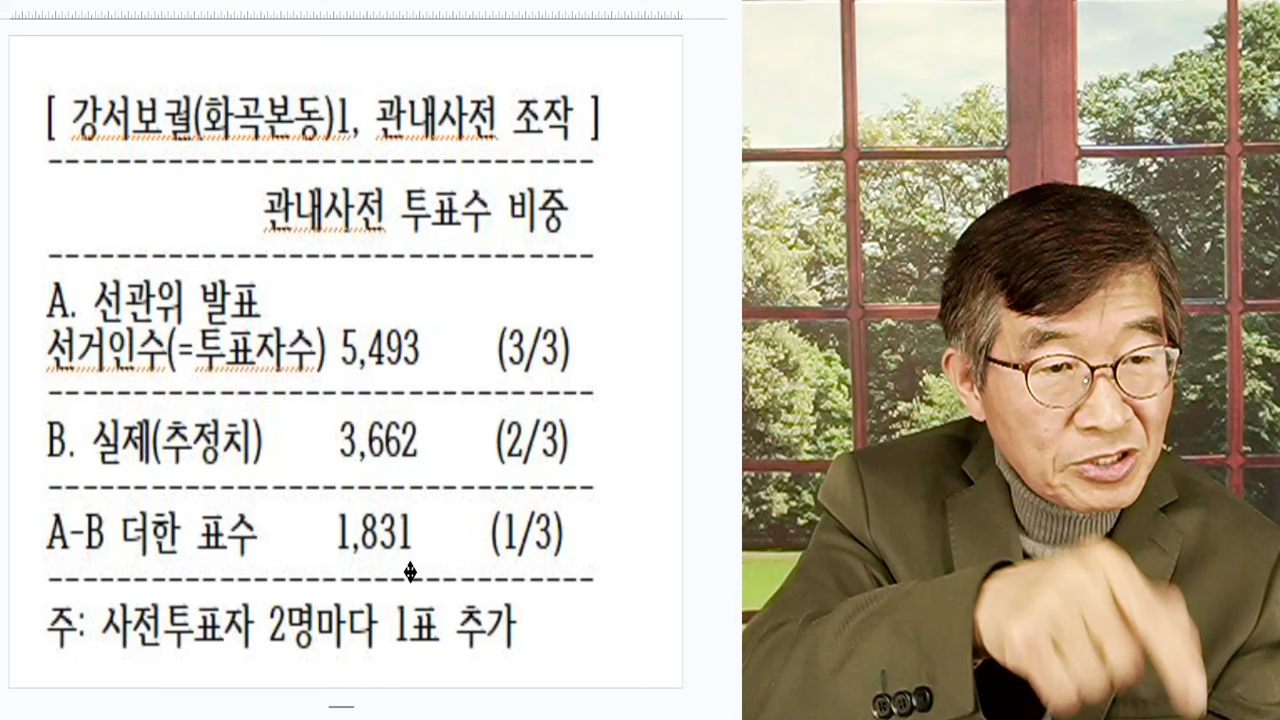 [ 강서보궐(화곡본동)1, 관내사전 조작 ]
관내사전 투표수 비중
A. 선관위 발표
선거인수(=투표자수) 5,493 (3/3)
B. 실제(추정치) 3,662 (2/3)
A-B 더한 표수 1,831 (1/3)
주: 사전투표자 2명마다 1표 추가